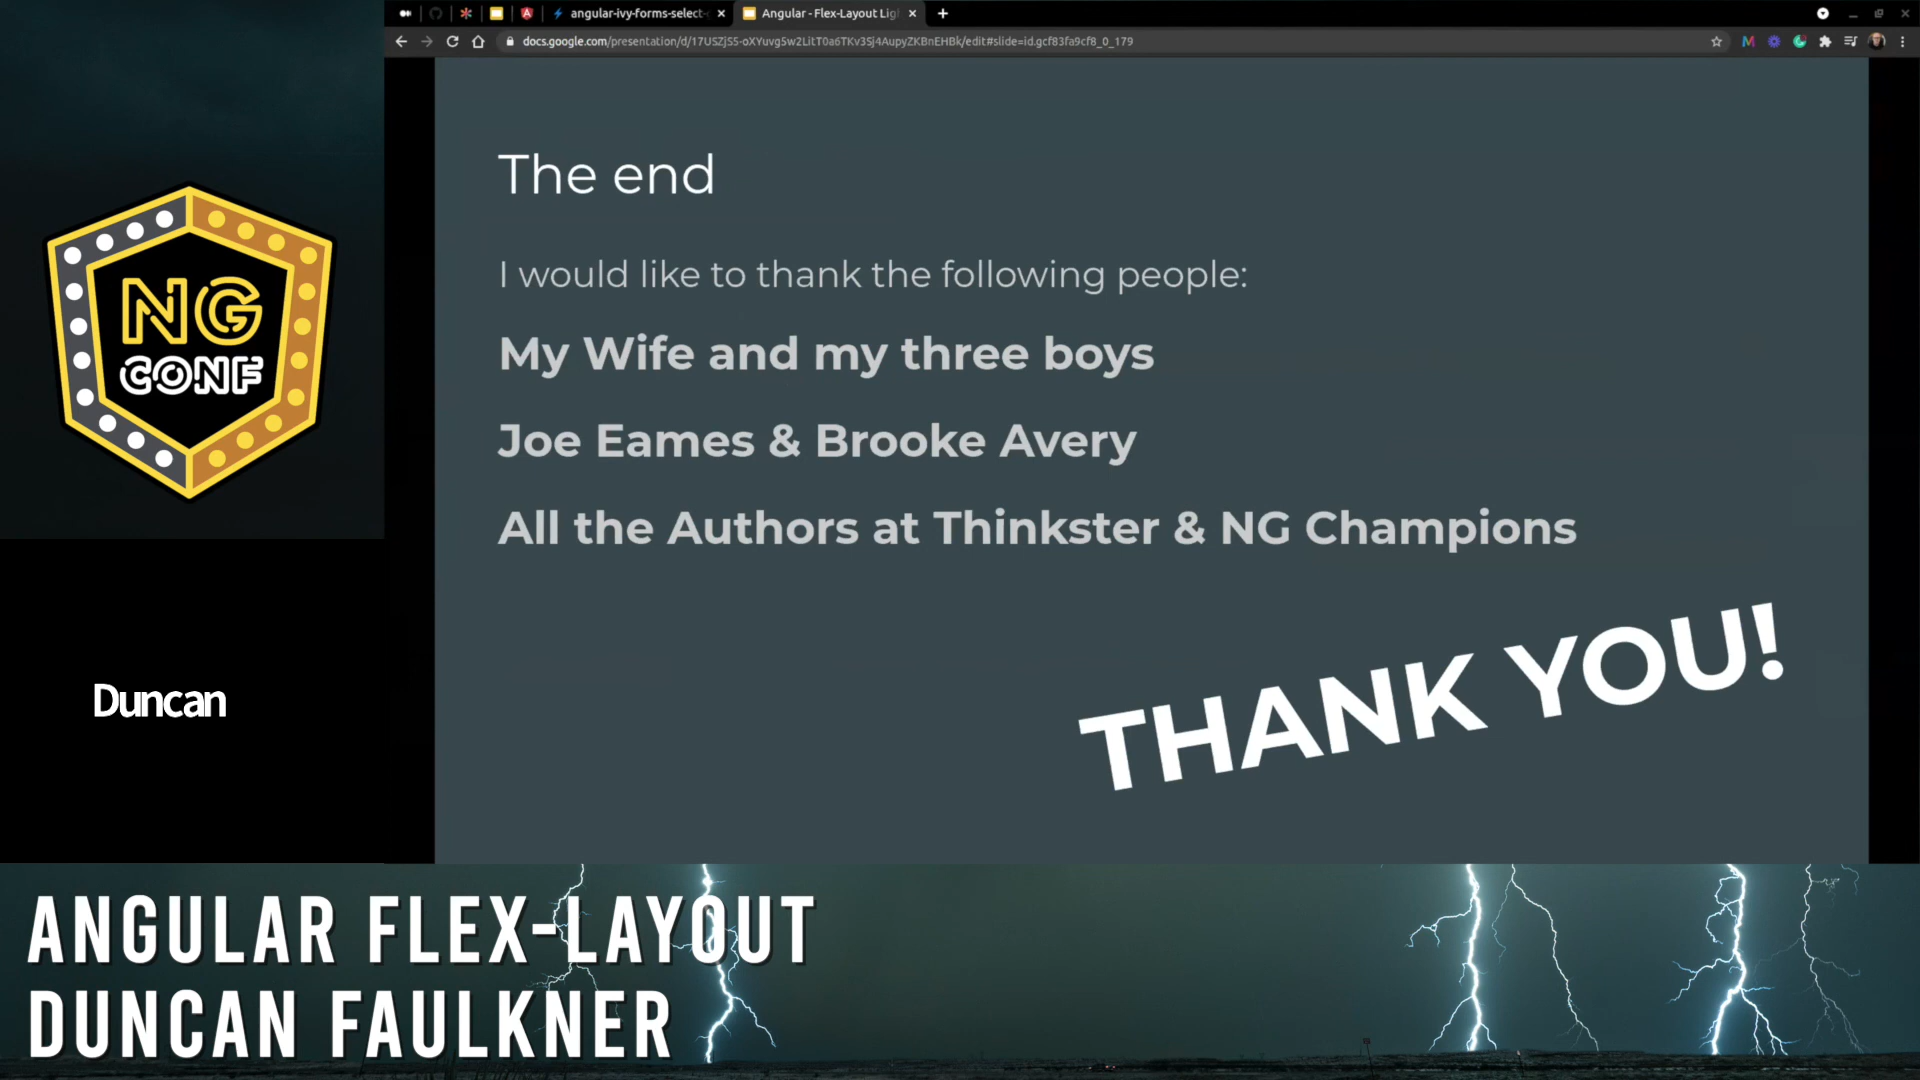 angular-ivy-forms-select-
Angular - Flex-Layout Lig
docs.google.com/presentation/d/17USZjS5-oXYuvg5w2LitT0a6TKv3Sj4AupyZKBnEHBk/edit#slide=id.gcf83fa9cf8_0_179
NG
CONF
The end
I would like to thank the following people:
My Wife and my three boys
Joe Eames & Brooke Avery
All the Authors at Thinkster & NG Champions
THANK YOU!
Duncan
ANGULAR FLEX-LAYOUT
DUNCAN FAULKNER